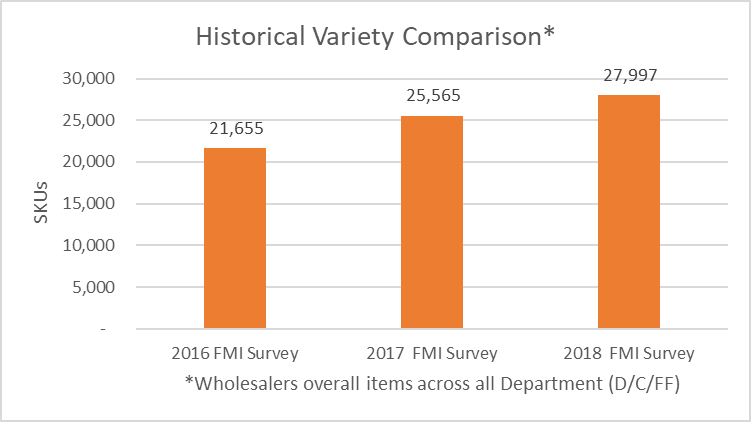 Historical Variety Comparison*
30,000
25,000
20,000
15,000
10,000
5,000
-
SKUs
21,655
25,565
27,997
2016 FMI Survey
2017 FMI Survey
2018 FMI Survey
*Wholesalers overall items across all Department (D/C/FF)